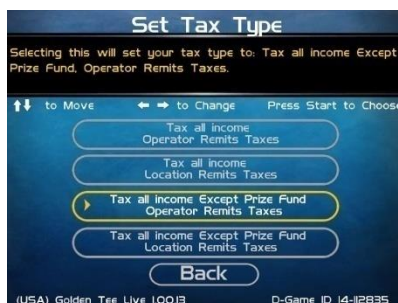 Set Tax Type
Selecting this will set your tax type to: Tax all income Except
Prize Fund, Operator Remits Taxes.
↑↓ to Move ← → to Change Press Start to Choose
Tax all income
Operator Remits Taxes
Tax all income
Location Remits Taxes
Tax all income Except Prize Fund
Operator Remits Taxes
Tax all income Except Prize Fund
Location Remits Taxes
Back
(USA) Golden Tee Live 1.00.13 D-Game ID 14-112835